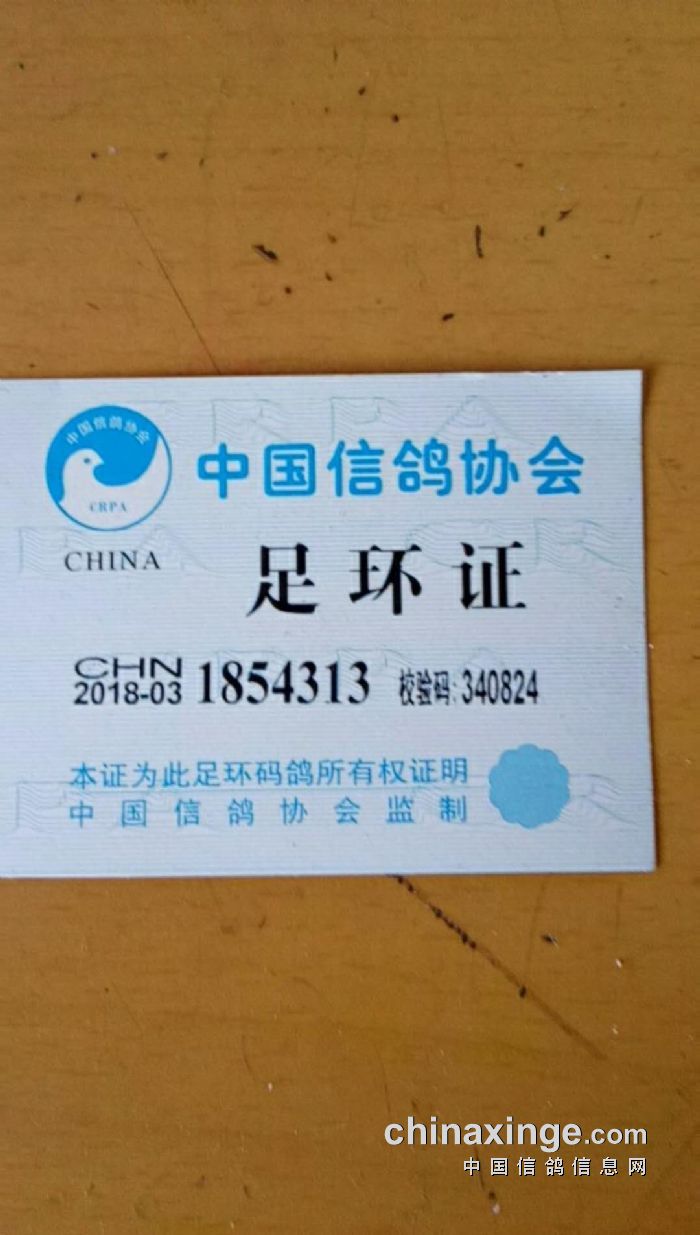 中国信鸽协会
CRPA
CHINA
中国信鸽协会
足环证
CHN
2018-03 1854313 校验码:340824
本证为此足环码鸽所有权证明
中国信鸽协会监制
chinaxinge.com
中国信鸽信息网